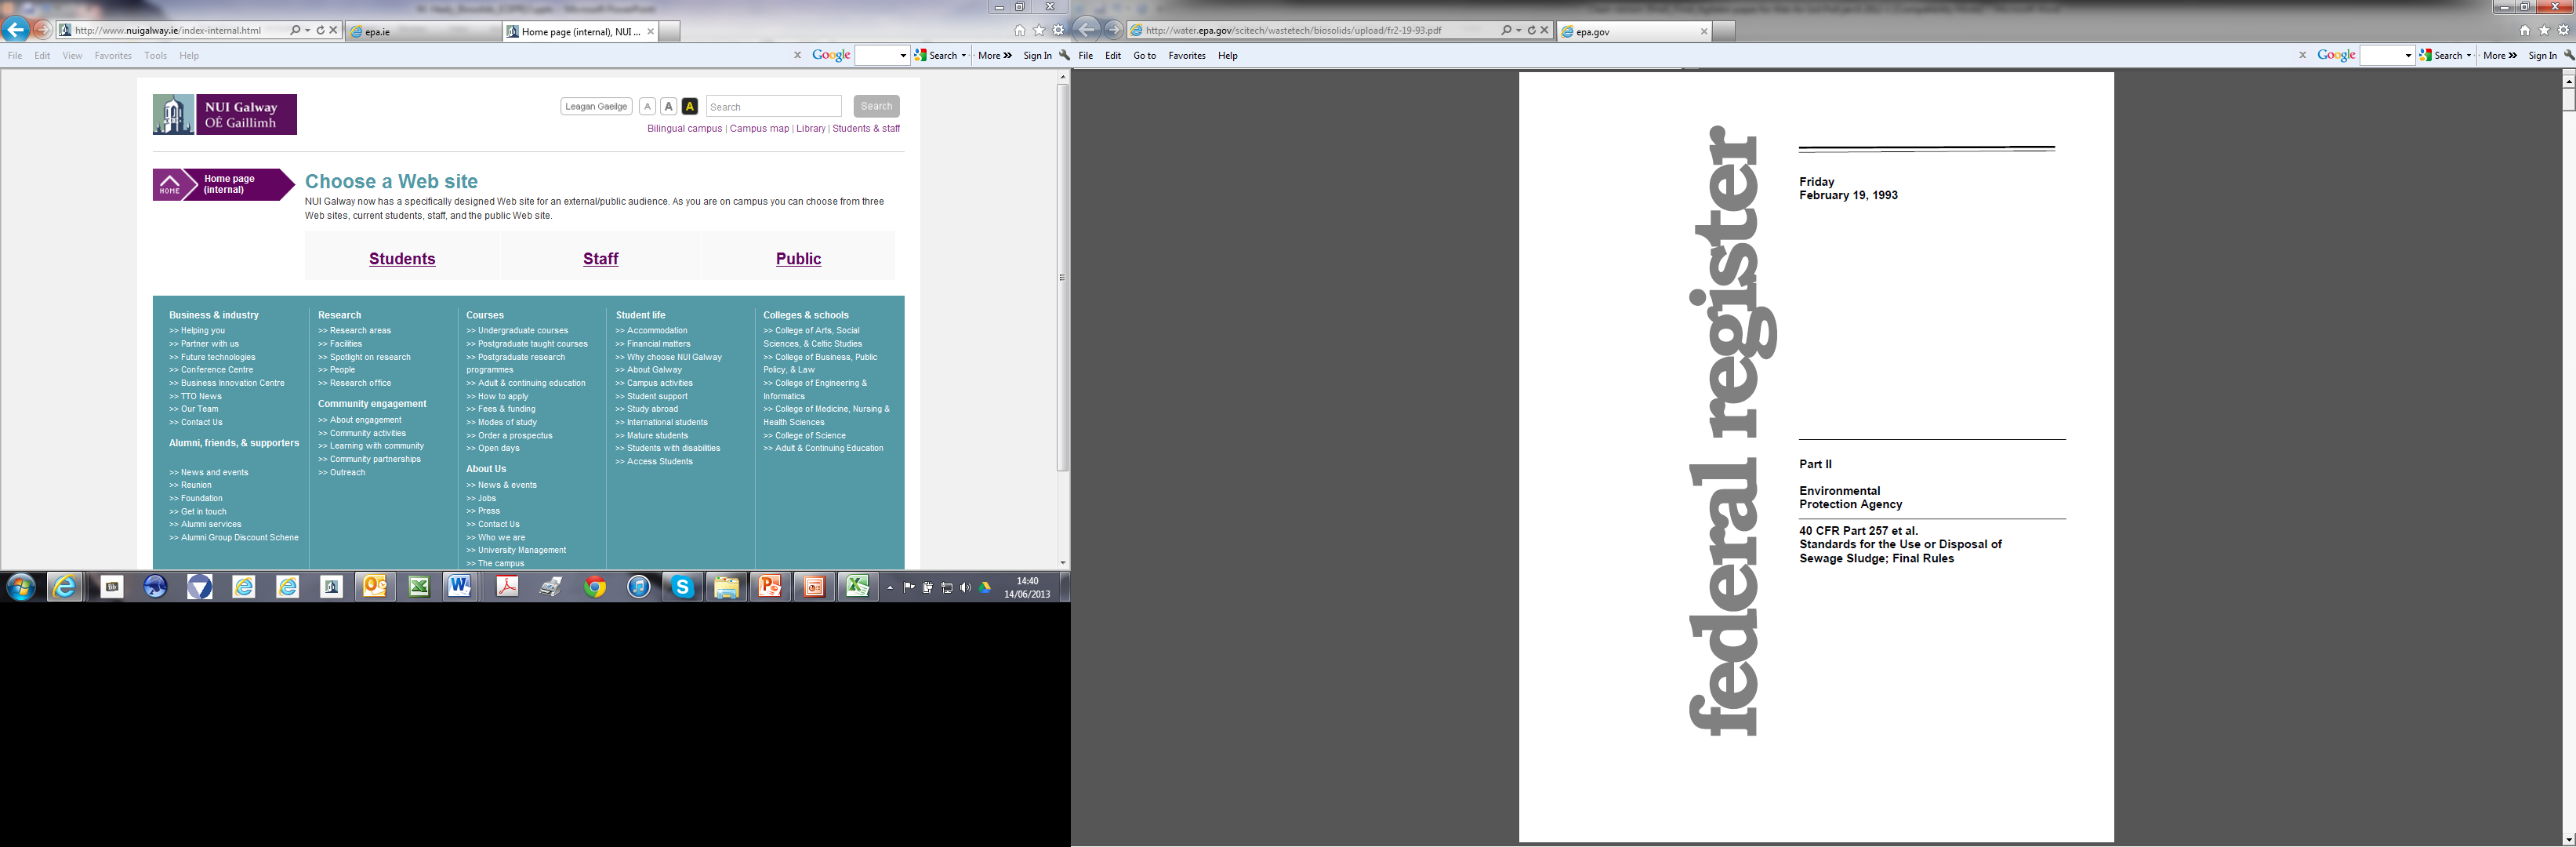 http://www.nuigalway.ie/index-internal.html
epa.ie
Home page (internal), NUI ...
File Edit View Favorites Tools Help
x Google Search More >> Sign In
NUI Galway
OÉ Gaillimh
Leagan Gaeilge A A A Search Search
Bilingual campus | Campus map | Library | Students & staff
HOME
Home page
(internal)
Choose a Web site
NUI Galway now has a specifically designed Web site for an external/public audience. As you are on campus you can choose from three
Web sites, current students, staff, and the public Web site.
Students Staff Public
Business & industry
>> Helping you
>> Partner with us
>> Future technologies
>> Conference Centre
>> Business Innovation Centre
>> TTO News
>> Our Team
>> Contact Us
Alumni, friends, & supporters
>> News and events
>> Reunion
>> Foundation
>> Get in touch
>> Alumni services
>> Alumni Group Discount Schene
Research
>> Research areas
>> Facilities
>> Spotlight on research
>> People
>> Research office
Community engagement
>> About engagement
>> Community activities
>> Learning with community
>> Community partnerships
>> Outreach
Courses
>> Undergraduate courses
>> Postgraduate taught courses
>> Postgraduate research
programmes
>> Adult & continuing education
>> How to apply
>> Fees & funding
>> Modes of study
>> Order a prospectus
>> Open days
About Us
>> News & events
>> Jobs
>> Press
>> Contact Us
>> Who we are
>> University Management
>> The campus
Student life
>> Accommodation
>> Financial matters
>> Why choose NUI Galway
>> About Galway
>> Campus activities
>> Student support
>> Study abroad
>> International students
>> Mature students
>> Students with disabilities
>> Access Students
Colleges & schools
>> College of Arts, Social
Sciences, & Celtic Studies
>> College of Business, Public
Policy, & Law
>> College of Engineering &
Informatics
>> College of Medicine, Nursing &
Health Sciences
>> College of Science
>> Adult & Continuing Education
14:40
14/06/2013
http://water.epa.gov/scitech/wastetech/biosolids/upload/fr2-19-93.pdf
epa.gov
File Edit Go to Favorites Help
x Google Search More >> Sign In
federal register
Friday
February 19, 1993
Part II
Environmental
Protection Agency
40 CFR Part 257 et al.
Standards for the Use or Disposal of
Sewage Sludge; Final Rules